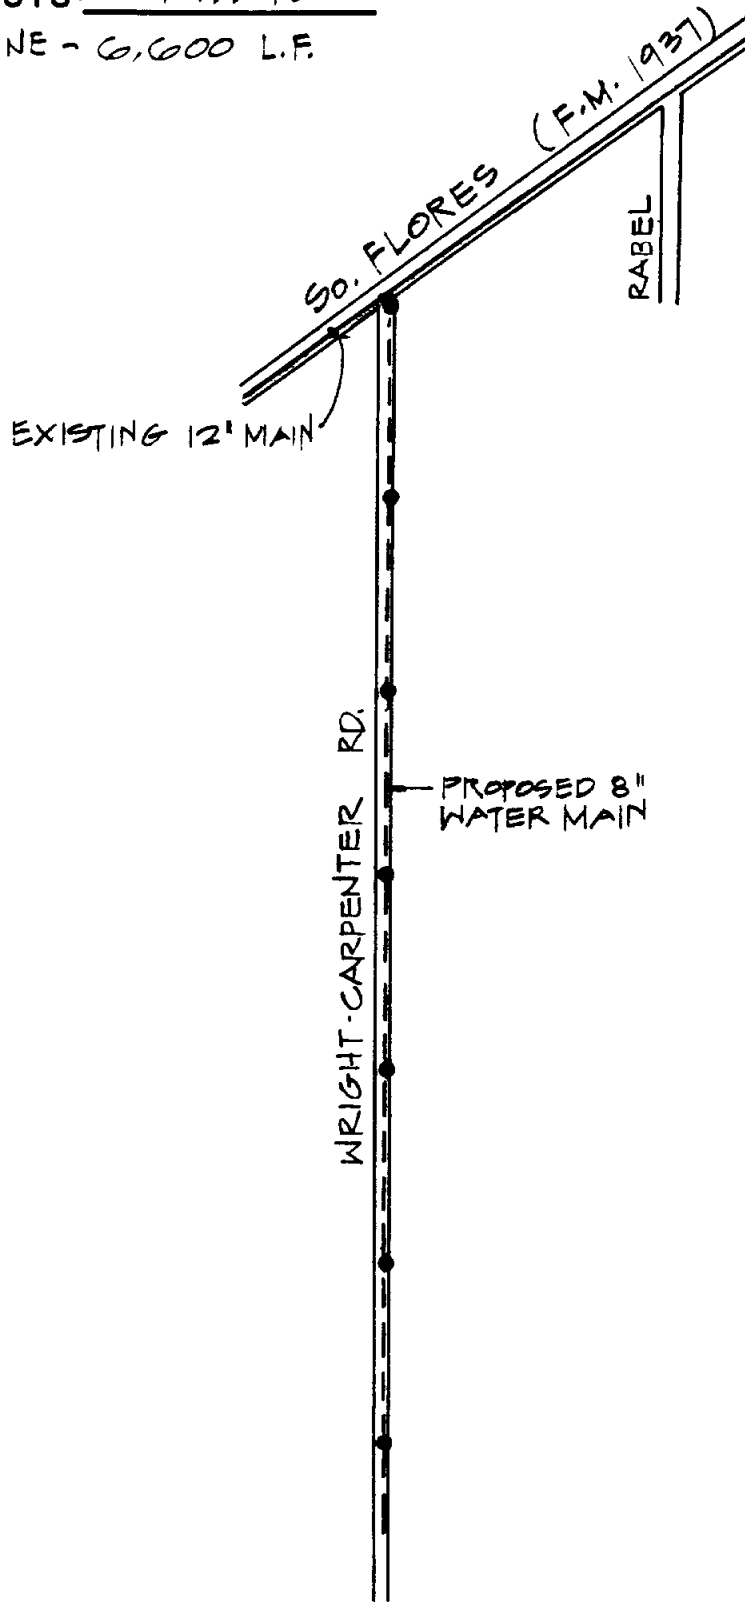 NE - 6,600 L.F.
So. FLORES (F.M. 1937)
RABEL
EXISTING 12" MAIN
WRIGHT-CARPENTER RD.
PROPOSED 8"
WATER MAIN